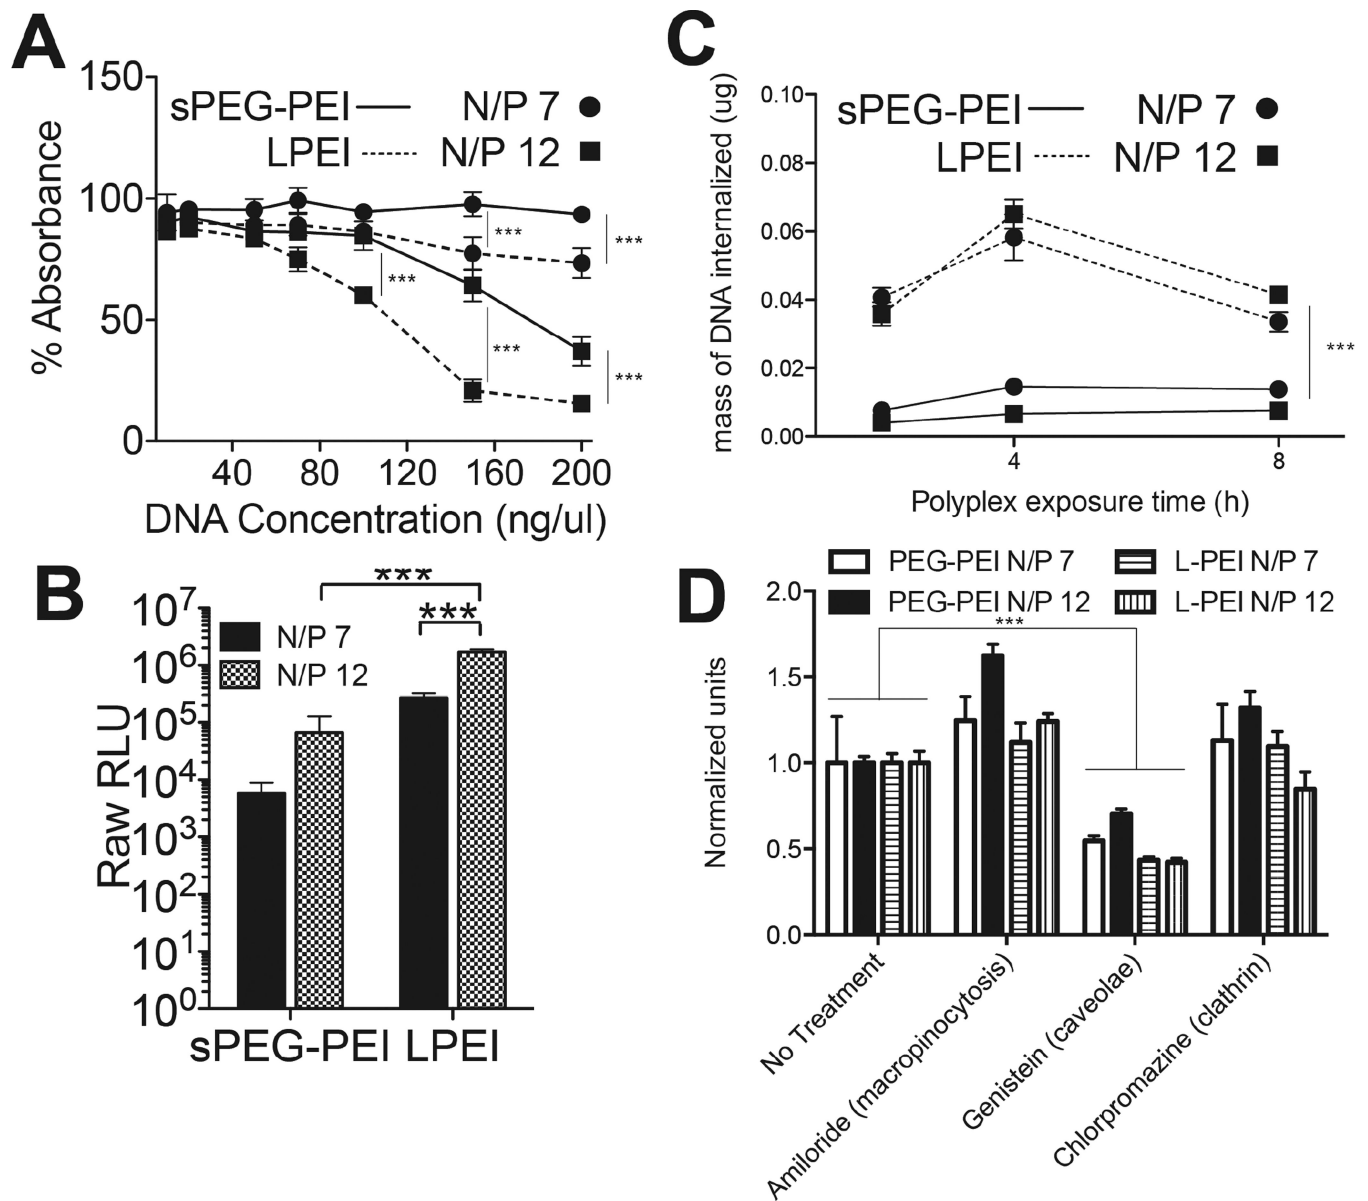 A
150
100
50
0
% Absorbance
sPEG-PEI
N/P 7
LPEI
N/P 12
***
***
***
***
***
40 80 120 160 200
DNA Concentration (ng/ul)
C
0.10
0.08
0.06
0.04
0.02
0.00
mass of DNA internalized (ug)
sPEG-PEI
N/P 7
LPEI
N/P 12
***
4 8
Polyplex exposure time (h)
B
10^7
10^6
10^5
10^4
10^3
10^2
10^1
10^0
Raw RLU
N/P 7
N/P 12
***
***
sPEG-PEI LPEI
D
PEG-PEI N/P 7
L-PEI N/P 7
PEG-PEI N/P 12
L-PEI N/P 12
2.0
1.5
1.0
0.5
0.0
Normalized units
***
No Treatment
Amiloride (macropinocytosis)
Genistein (caveolae)
Chlorpromazine (clathrin)